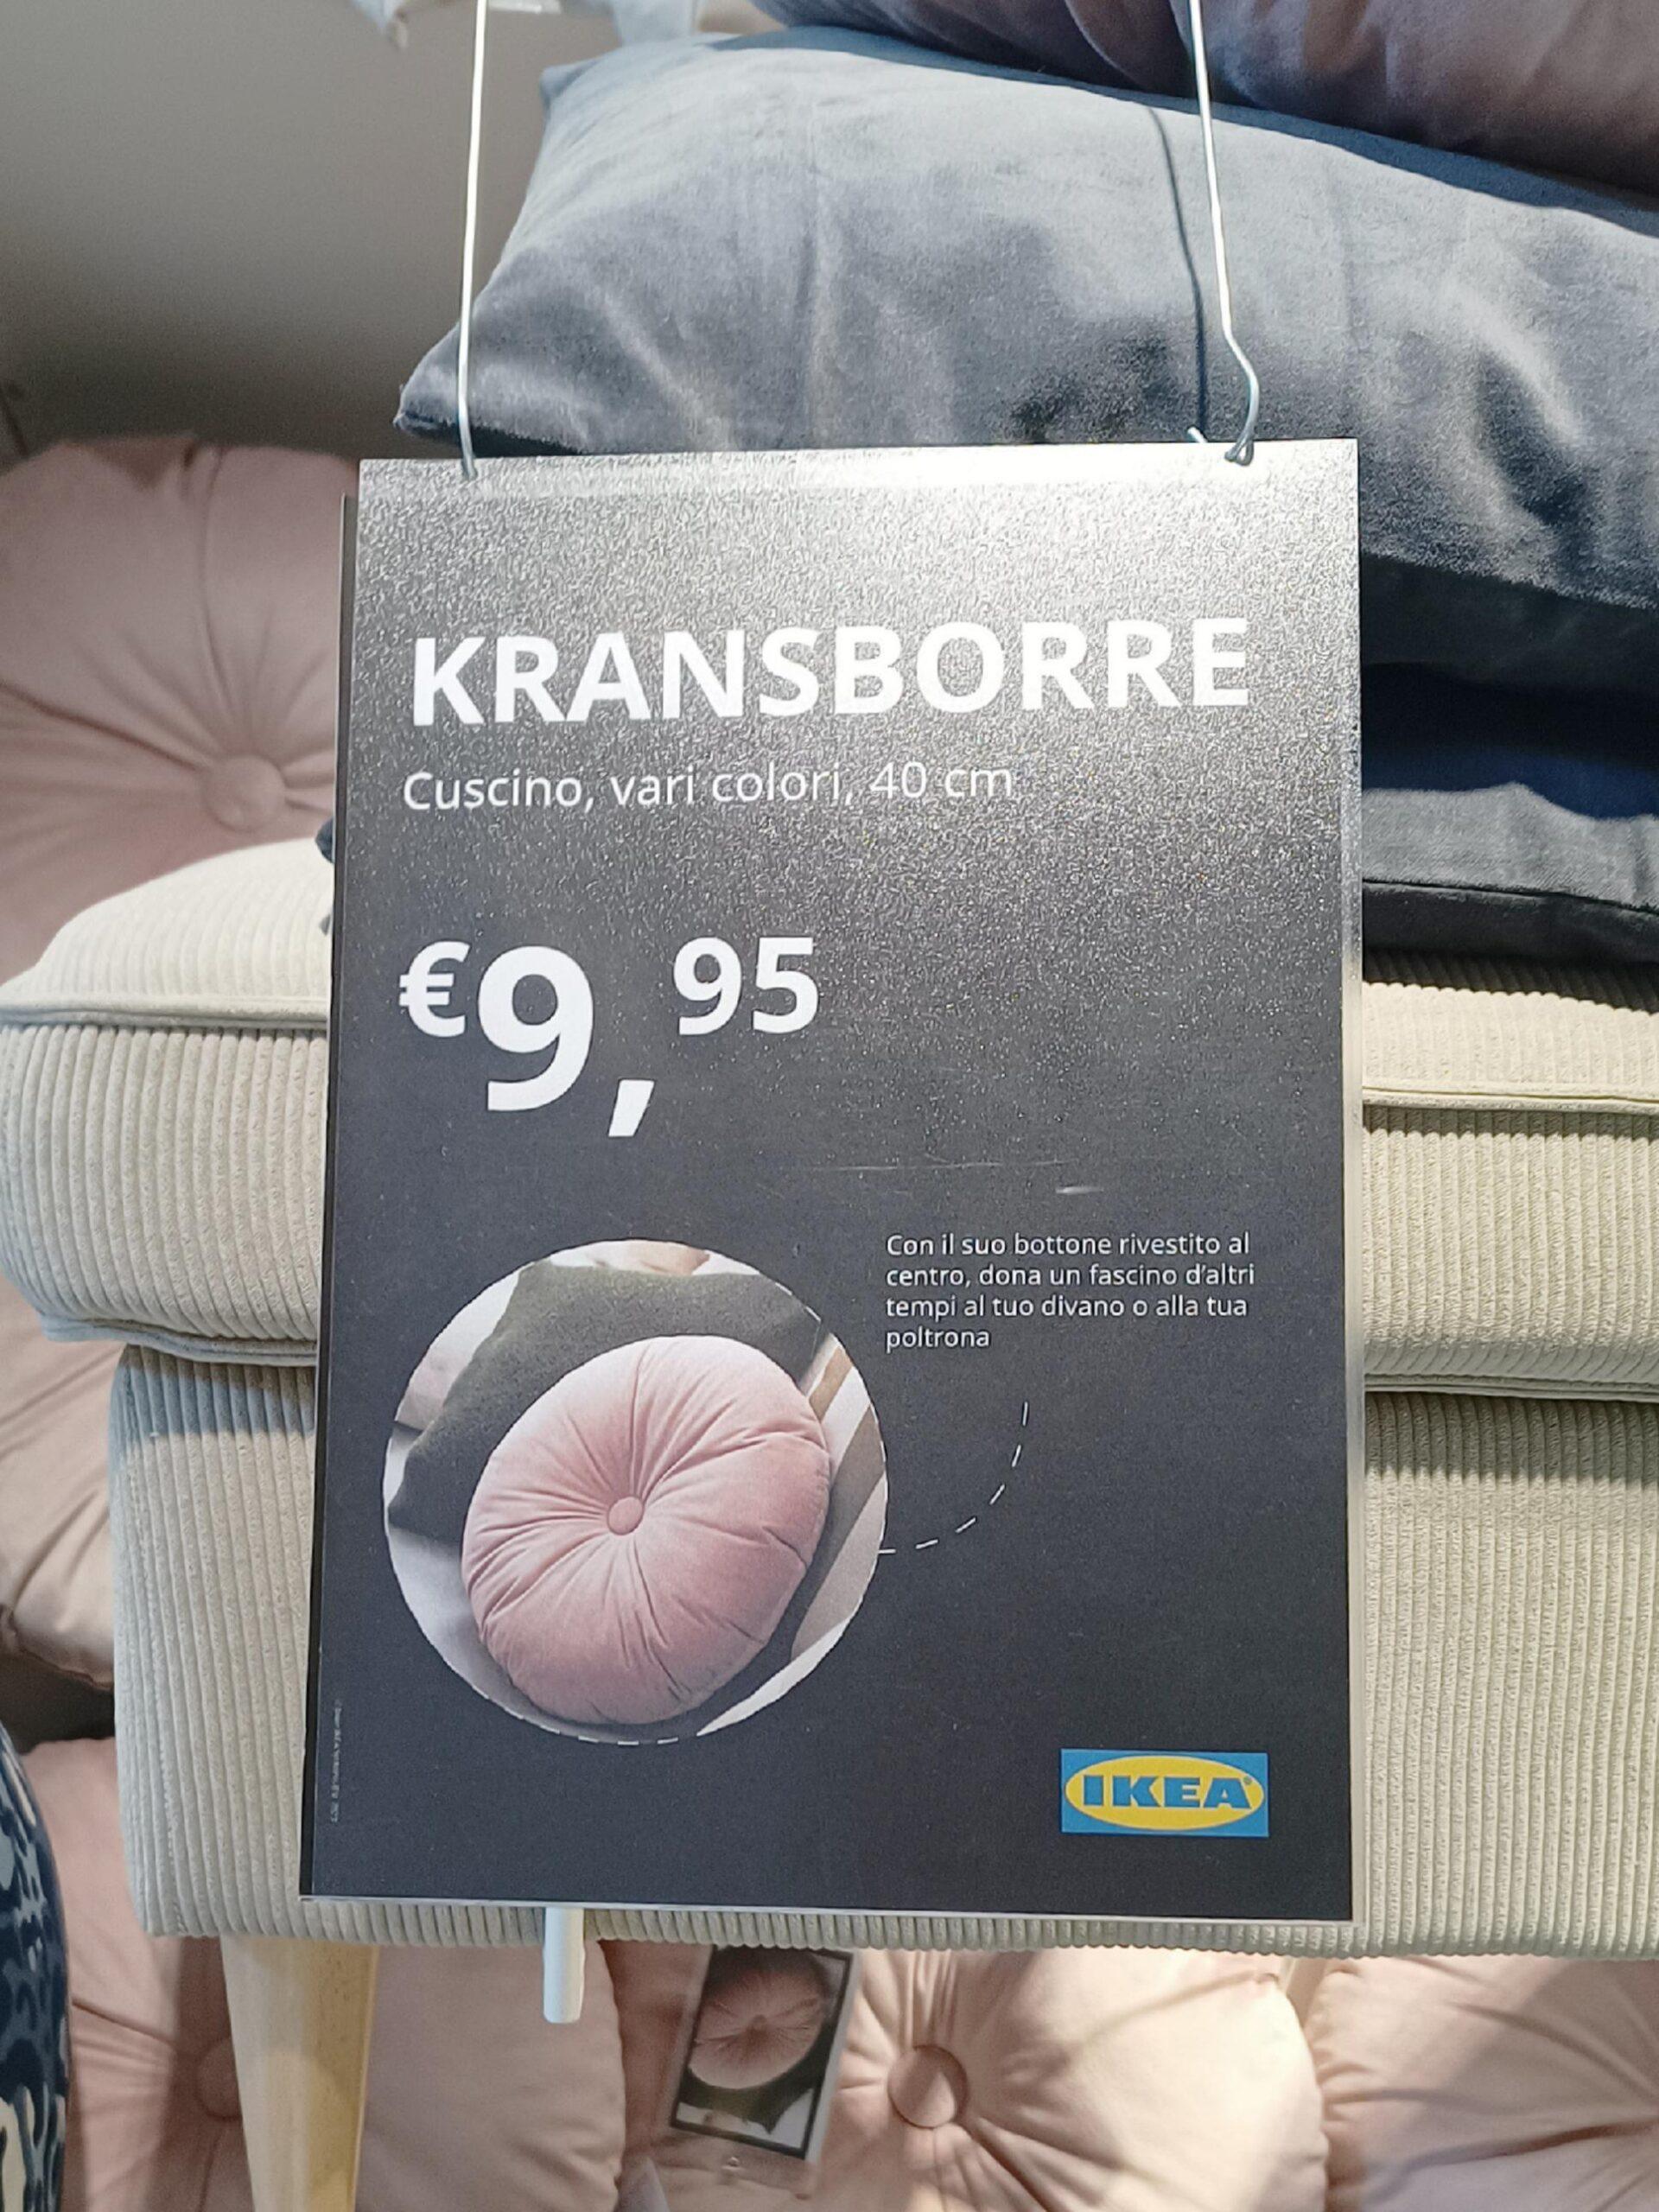 KRANSBORRE
Cuscino, vari colori, 40 cm
€9,95
Con il suo bottone rivestito al
centro, dona un fascino d'altri
tempi al tuo divano o alla tua
poltrona
IKEA